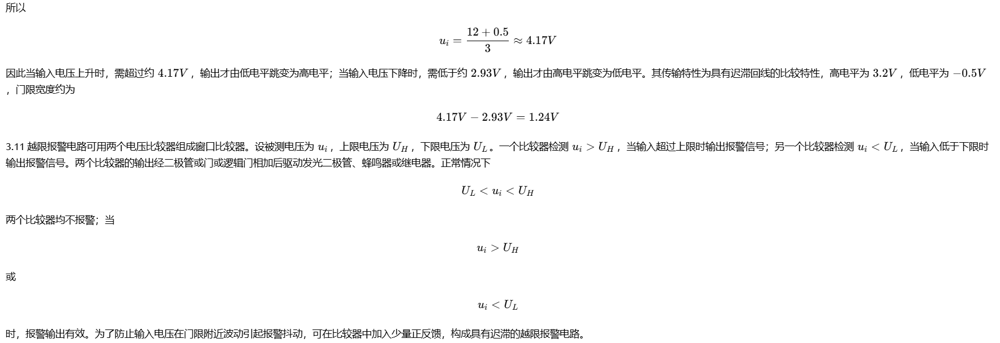 所以
u_i = \frac{12 + 0.5}{3} ≈ 4.17V
因此当输入电压上升时，需超过约 4.17V ，输出才由低电平跳变为高电平；当输入电压下降时，需低于约 2.93V ，输出才由高电平跳变为低电平。其传输特性为具有迟滞回线的比较特性，高电平为 3.2V ，低电平为 −0.5V
，门限宽度约为
4.17V − 2.93V = 1.24V
3.11 越限报警电路可用两个电压比较器组成窗口比较器。设被测电压为 u_i ，上限电压为 U_H ，下限电压为 U_L 。一个比较器检测 u_i > U_H ，当输入超过上限时输出报警信号；另一个比较器检测 u_i < U_L ，当输入低于下限时
输出报警信号。两个比较器的输出经二极管或门或逻辑门相加后驱动发光二极管、蜂鸣器或继电器。正常情况下
U_L < u_i < U_H
两个比较器均不报警；当
u_i > U_H
或
u_i < U_L
时，报警输出有效。为了防止输入电压在门限附近波动引起报警抖动，可在比较器中加入少量正反馈，构成具有迟滞的越限报警电路。